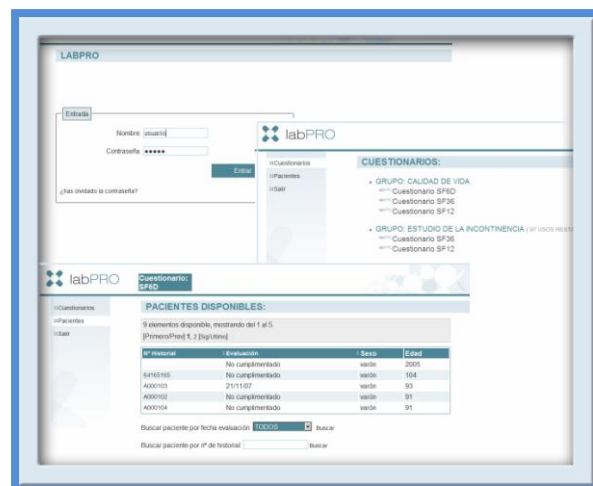 LABPRO
Entrada
Nombre usuario
Contraseña •••••
Entrar
¿has olvidado la contraseña?
labPRO
Cuestionarios
Pacientes
Salir
CUESTIONARIOS:
GRUPO: CALIDAD DE VIDA
Cuestionario SF6D
Cuestionario SF36
Cuestionario SF12
GRUPO: ESTUDIO DE LA INCONTINENCIA
Cuestionario SF36
Cuestionario SF12
labPRO
Cuestionario:
SF6D
Cuestionarios
Pacientes
Salir
PACIENTES DISPONIBLES:
9 elementos disponible, mostrando del 1 al 5.
[Primero/Prev] 1, 2 [Sig/Último]
Nº Historial Evaluación Sexo Edad
No cumplimentado varón 2005
64165165 No cumplimentado varón 104
A000103 21/11/07 varón 93
A000102 No cumplimentado varón 91
A000104 No cumplimentado varón 91
Buscar paciente por fecha evaluación TODOS Buscar
Buscar paciente por nº de historial Buscar